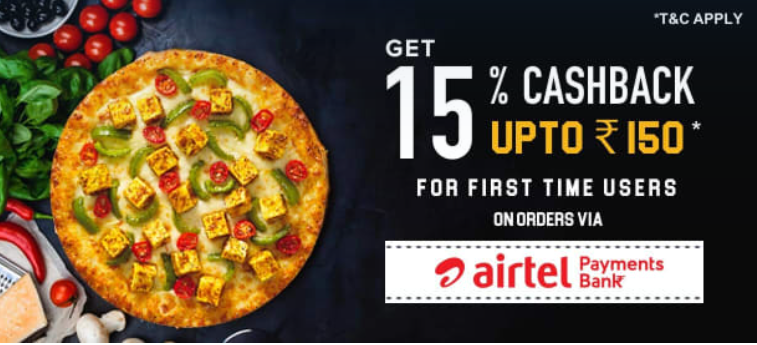 *T&C APPLY
GET
15% CASHBACK
UPTO ₹150*
FOR FIRST TIME USERS
ON ORDERS VIA
airtel Payments
Bank